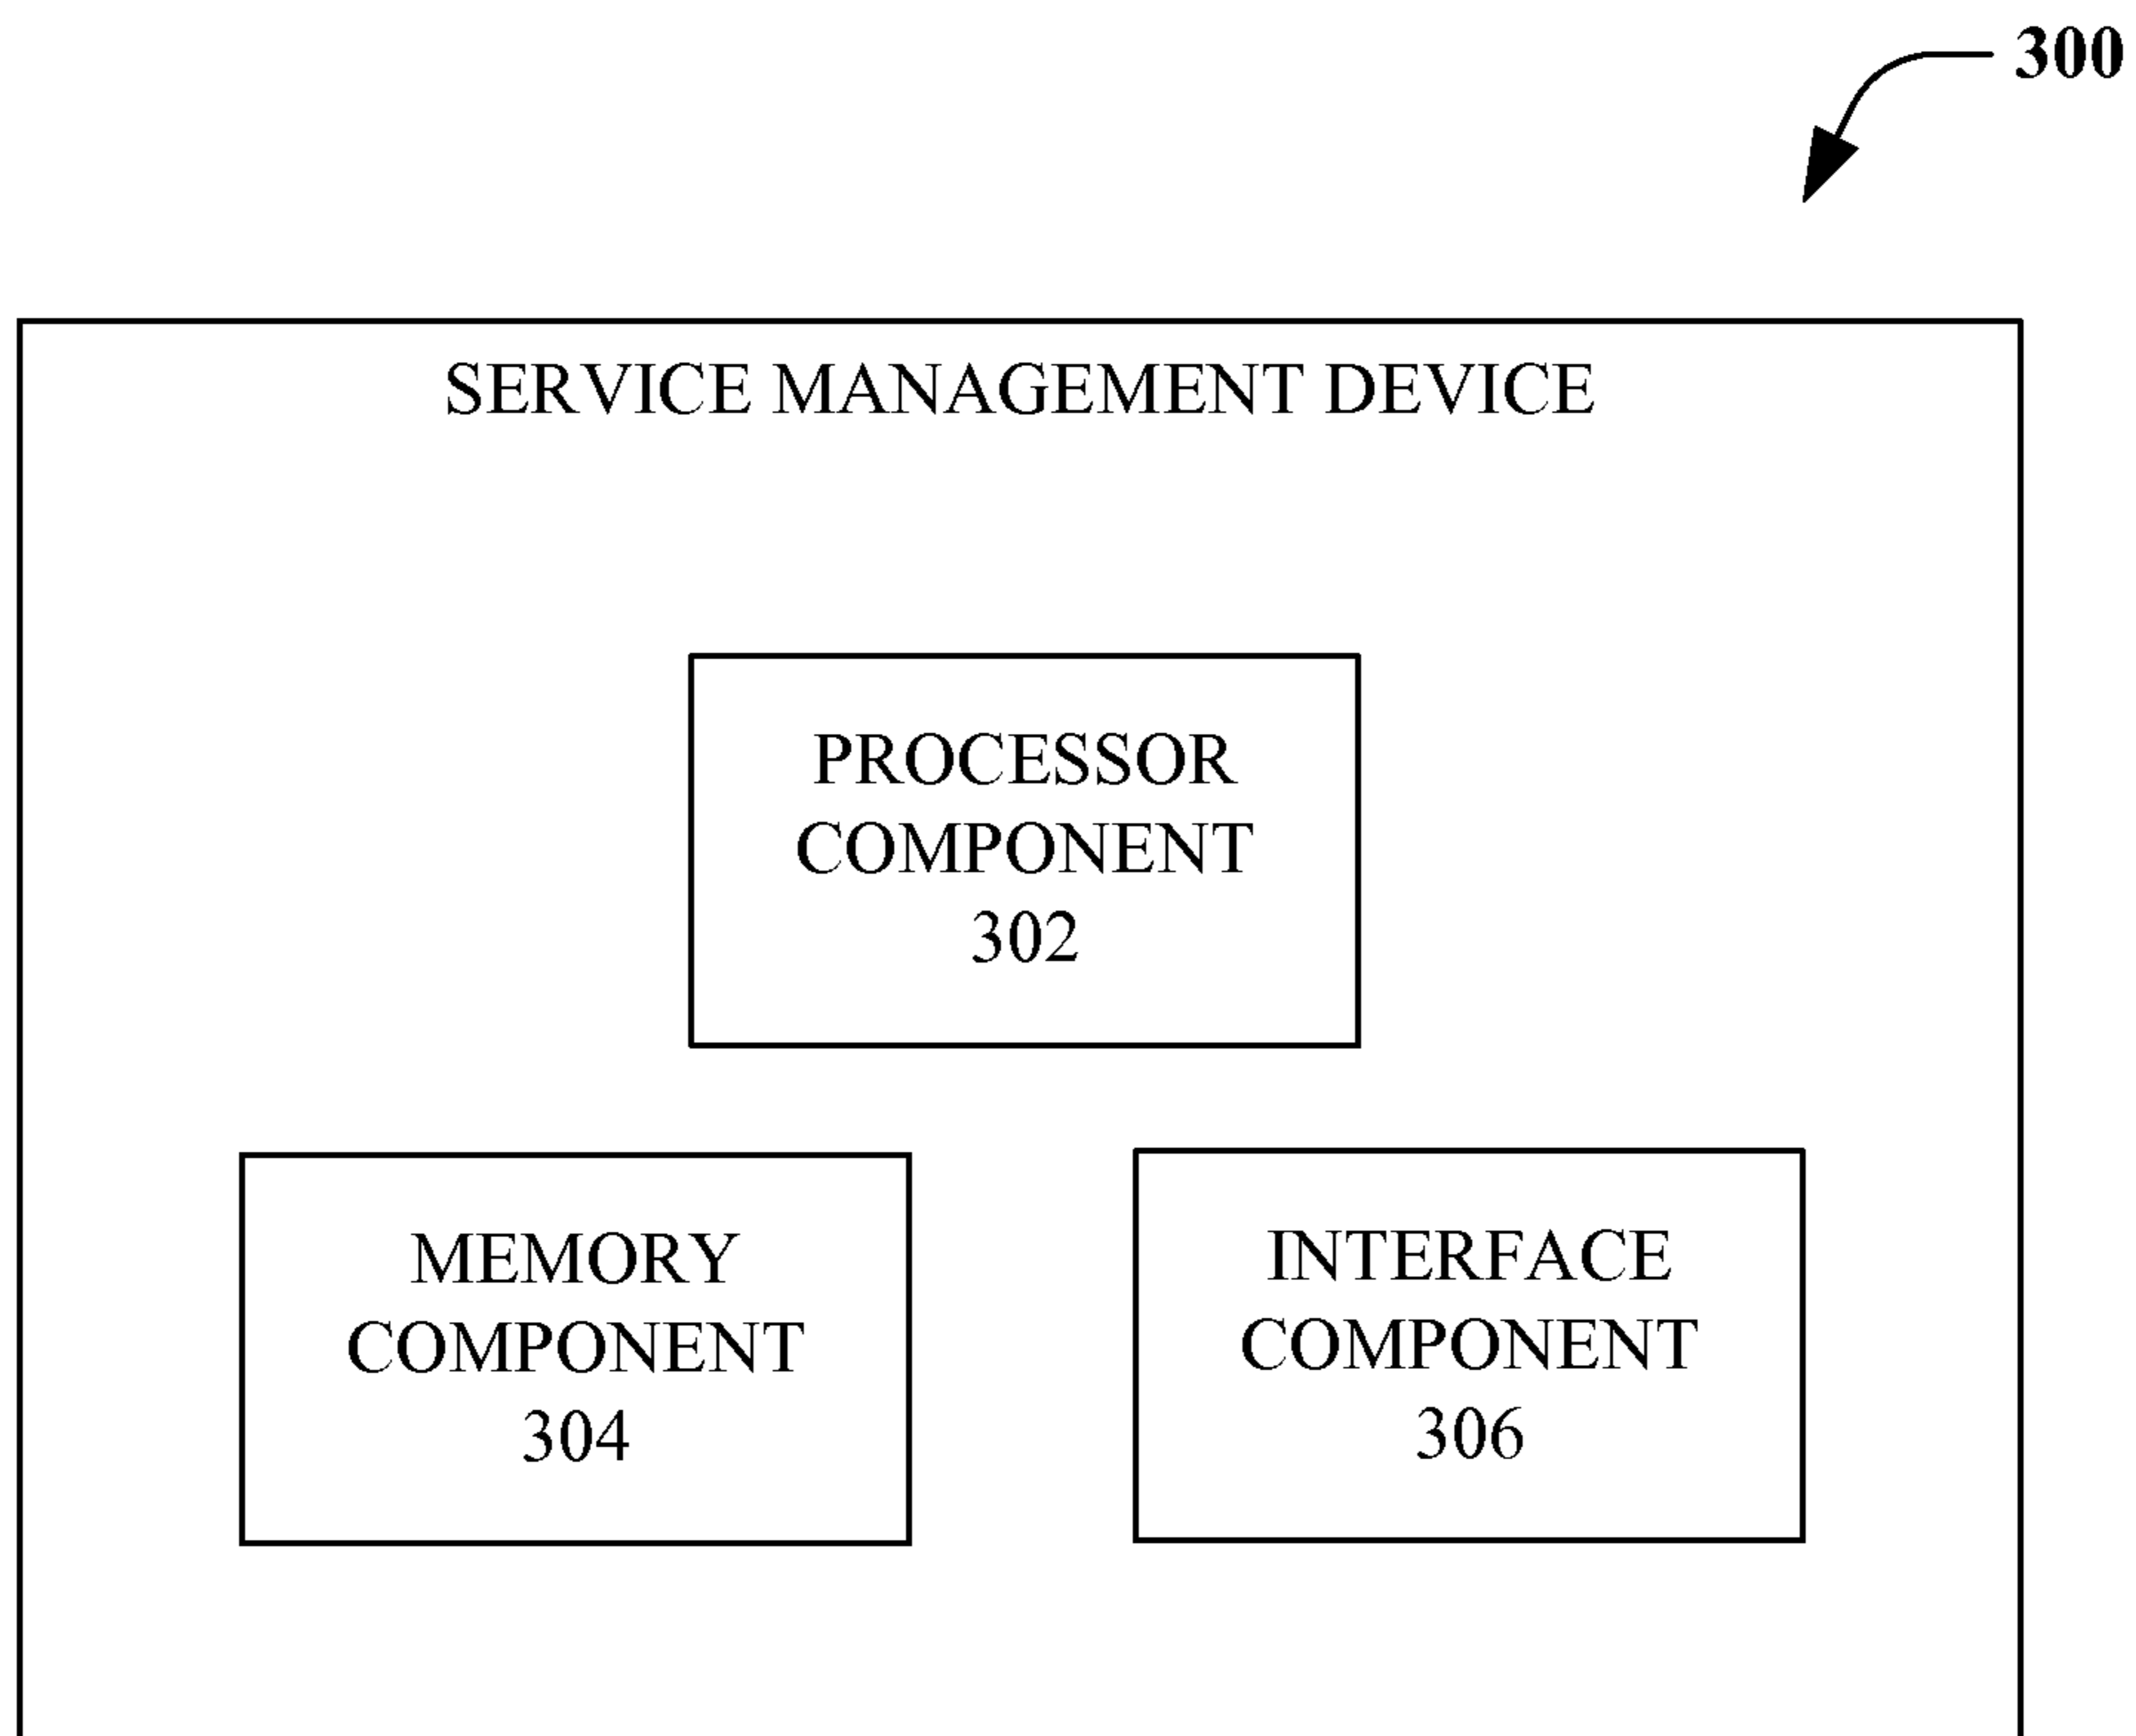 300
SERVICE MANAGEMENT DEVICE
PROCESSOR
COMPONENT
302
MEMORY
COMPONENT
304
INTERFACE
COMPONENT
306